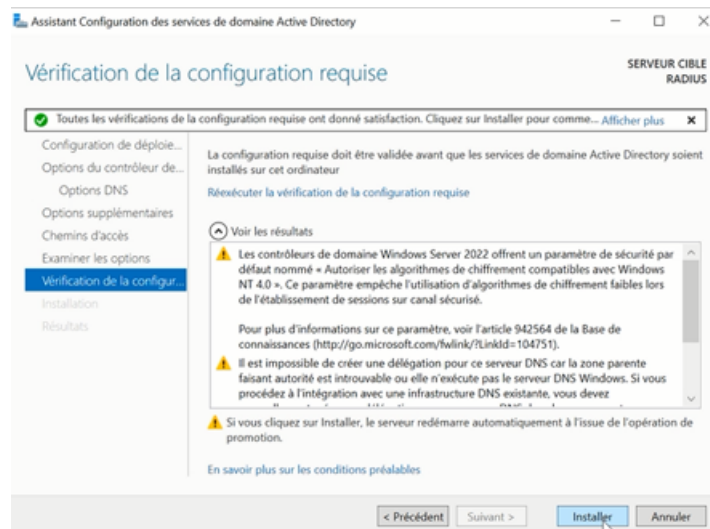 Assistant Configuration des services de domaine Active Directory
Vérification de la configuration requise
SERVEUR CIBLE
RADIUS
Toutes les vérifications de la configuration requise ont donné satisfaction. Cliquez sur Installer pour comme... Afficher plus
Configuration de déploie...
Options du contrôleur de...
Options DNS
Options supplémentaires
Chemins d'accès
Examiner les options
Vérification de la configur...
Installation
Résultats
La configuration requise doit être validée avant que les services de domaine Active Directory soient
installés sur cet ordinateur
Réexécuter la vérification de la configuration requise
Voir les résultats
Les contrôleurs de domaine Windows Server 2022 offrent un paramètre de sécurité par
défaut nommé « Autoriser les algorithmes de chiffrement compatibles avec Windows
NT 4.0 ». Ce paramètre empêche l'utilisation d'algorithmes de chiffrement faibles lors
de l'établissement de sessions sur canal sécurisé.
Pour plus d'informations sur ce paramètre, voir l'article 942564 de la Base de
connaissances (http://go.microsoft.com/fwlink/?LinkId=104751).
Il est impossible de créer une délégation pour ce serveur DNS car la zone parente
faisant autorité est introuvable ou elle n'exécute pas le serveur DNS Windows. Si vous
procédez à l'intégration avec une infrastructure DNS existante, vous devez
Si vous cliquez sur Installer, le serveur redémarre automatiquement à l'issue de l'opération de
promotion.
En savoir plus sur les conditions préalables
< Précédent
Suivant >
Installer
Annuler